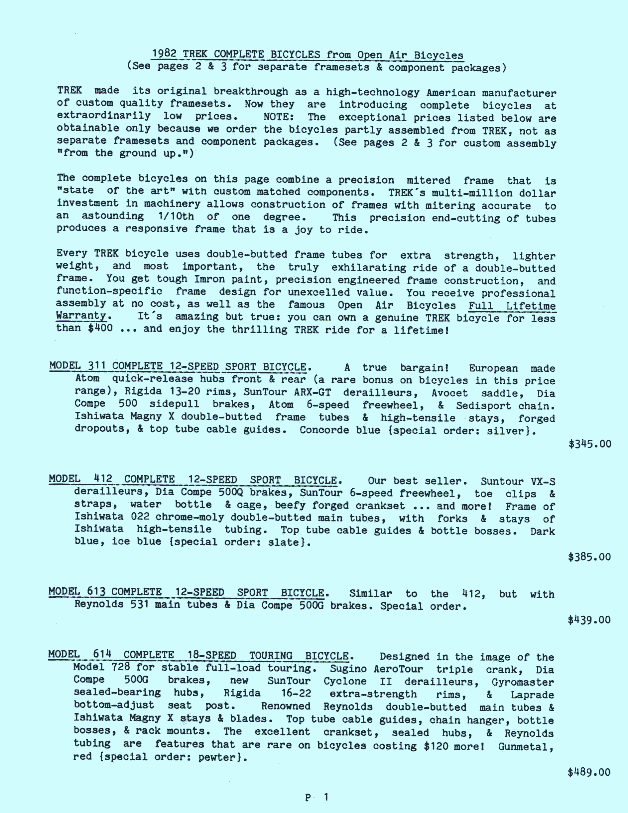 1982 TREK COMPLETE BICYCLES from Open Air Bicycles
(See pages 2 & 3 for separate framesets & component packages)
TREK made its original breakthrough as a high-technology American manufacturer
of custom quality framesets. Now they are introducing complete bicycles at
extraordinarily low prices. NOTE: The exceptional prices listed below are
obtainable only because we order the bicycles partly assembled from TREK, not as
separate framesets and component packages. (See pages 2 & 3 for custom assembly
"from the ground up.")
The complete bicycles on this page combine a precision mitered frame that is
"state of the art" with custom matched components. TREK´s multi-million dollar
investment in machinery allows construction of frames with mitering accurate to
an astounding 1/10th of one degree. This precision end-cutting of tubes
produces a responsive frame that is a joy to ride.
Every TREK bicycle uses double-butted frame tubes for extra strength, lighter
weight, and most important, the truly exhilarating ride of a double-butted
frame. You get tough Imron paint, precision engineered frame construction, and
function-specific frame design for unexcelled value. You receive professional
assembly at no cost, as well as the famous Open Air Bicycles Full Lifetime
Warranty. It´s amazing but true: you can own a genuine TREK bicycle for less
than $400 ... and enjoy the thrilling TREK ride for a lifetime!
MODEL 311 COMPLETE 12-SPEED SPORT BICYCLE. A true bargain! European made
Atom quick-release hubs front & rear (a rare bonus on bicycles in this price
range), Rigida 13-20 rims, SunTour ARX-GT derailleurs, Avocet saddle, Dia
Compe 500 sidepull brakes, Atom 6-speed freewheel, & Sedisport chain.
Ishiwata Magny X double-butted frame tubes & high-tensile stays, forged
dropouts, & top tube cable guides. Concorde blue {special order: silver}.
$345.00
MODEL 412 COMPLETE 12-SPEED SPORT BICYCLE. Our best seller. Suntour VX-S
derailleurs, Dia Compe 500Q brakes, SunTour 6-speed freewheel, toe clips &
straps, water bottle & cage, beefy forged crankset ... and more! Frame of
Ishiwata 022 chrome-moly double-butted main tubes, with forks & stays of
Ishiwata high-tensile tubing. Top tube cable guides & bottle bosses. Dark
blue, ice blue {special order: slate}.
$385.00
MODEL 613 COMPLETE 12-SPEED SPORT BICYCLE. Similar to the 412, but with
Reynolds 531 main tubes & Dia Compe 500G brakes. Special order.
$439.00
MODEL 614 COMPLETE 18-SPEED TOURING BICYCLE. Designed in the image of the
Model 728 for stable full-load touring. Sugino AeroTour triple crank, Dia
Compe 500G brakes, new SunTour Cyclone II derailleurs, Gyromaster
sealed-bearing hubs, Rigida 16-22 extra-strength rims, & Laprade
bottom-adjust seat post. Renowned Reynolds double-butted main tubes &
Ishiwata Magny X stays & blades. Top tube cable guides, chain hanger, bottle
bosses, & rack mounts. The excellent crankset, sealed hubs, & Reynolds
tubing are features that are rare on bicycles costing $120 more! Gunmetal,
red {special order: pewter}.
$489.00
P 1